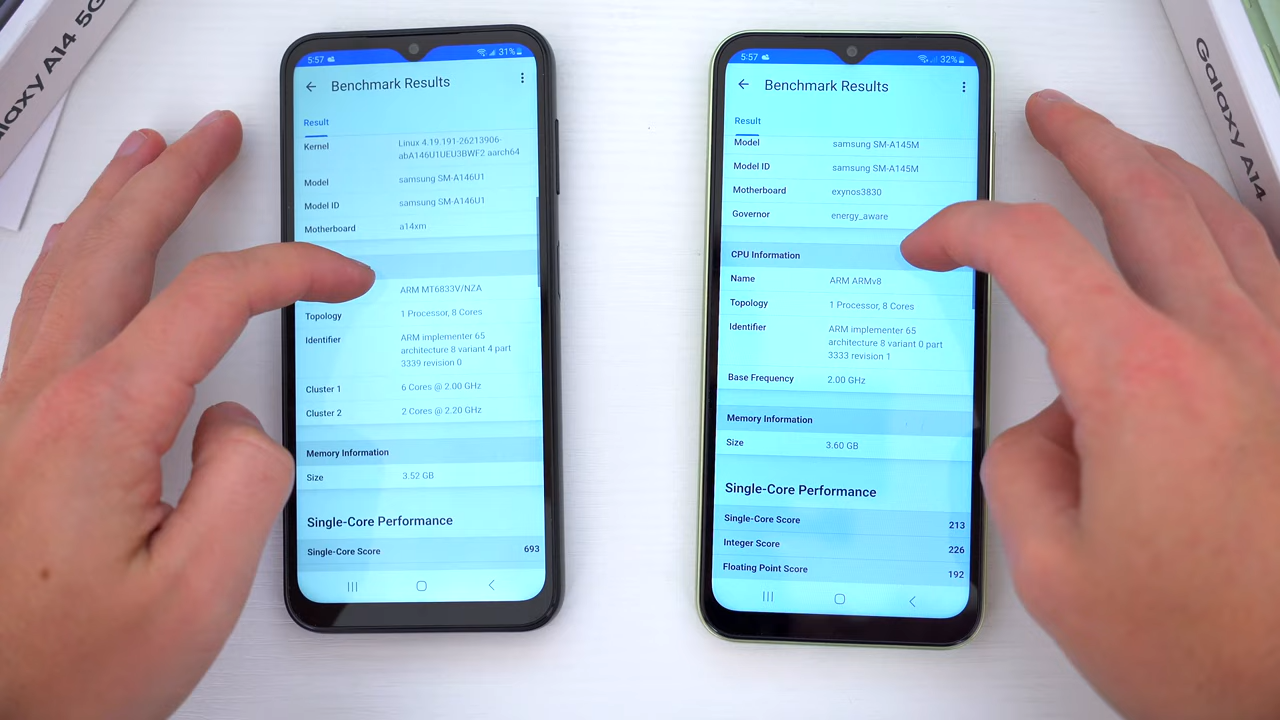 Galaxy A14 5G
5:57
31%
Benchmark Results
Result
Kernel
Linux 4.19.191-26213906-
abA146U1UEU3BWF2 aarch64
Model
samsung SM-A146U1
Model ID
samsung SM-A146U1
Motherboard
a14xm
ARM MT6833V/NZA
Topology
1 Processor, 8 Cores
Identifier
ARM implementer 65
architecture 8 variant 4 part
3339 revision 0
Cluster 1
6 Cores @ 2.00 GHz
Cluster 2
2 Cores @ 2.20 GHz
Memory Information
Size
3.52 GB
Single-Core Performance
Single-Core Score
693
5:57
32%
Benchmark Results
Result
Model
samsung SM-A145M
Model ID
samsung SM-A145M
Motherboard
exynos3830
Governor
energy_aware
CPU Information
Name
ARM ARMv8
Topology
1 Processor, 8 Cores
Identifier
ARM implementer 65
architecture 8 variant 0 part
3333 revision 1
Base Frequency
2.00 GHz
Memory Information
Size
3.60 GB
Single-Core Performance
Single-Core Score
213
Integer Score
226
Floating Point Score
192
Galaxy A14